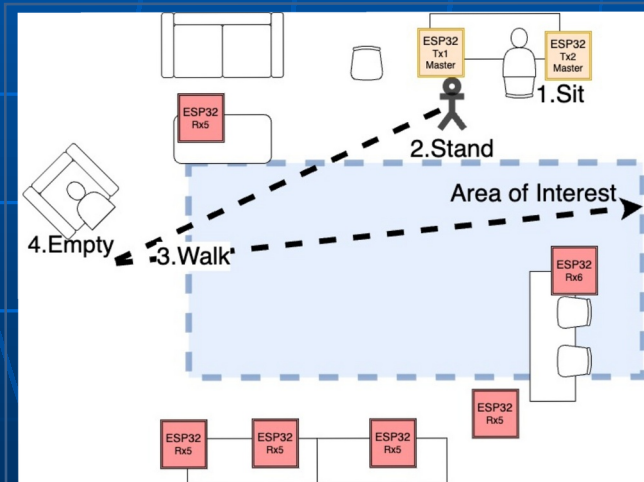 ESP32
Tx1
Master
ESP32
Tx2
Master
1.Sit
ESP32
Rx5
2.Stand
Area of Interest
4.Empty
3.Walk
ESP32
Rx6
ESP32
Rx5
ESP32
Rx5
ESP32
Rx5
ESP32
Rx5